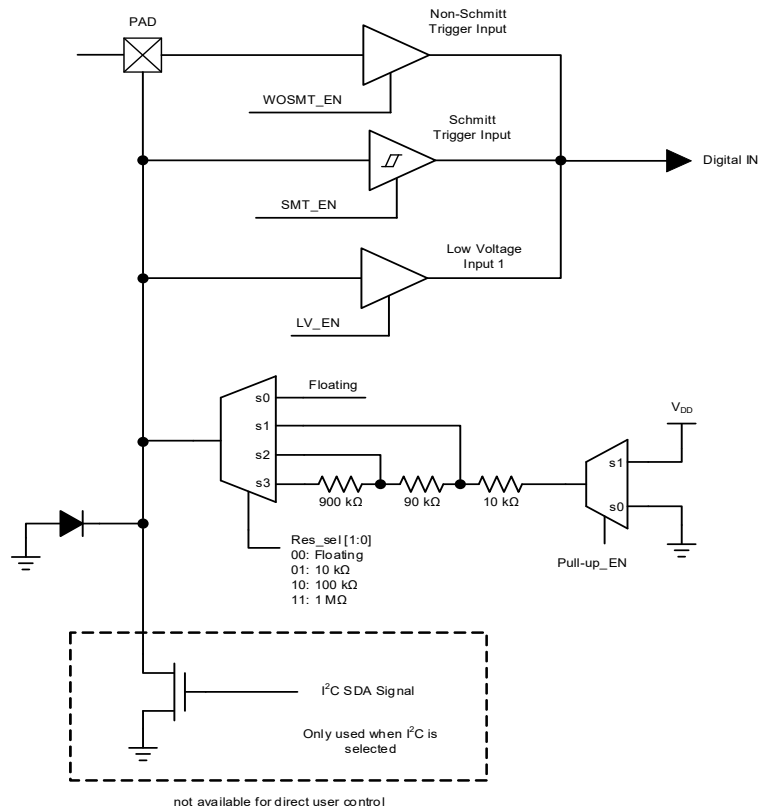 PAD
Non-Schmitt
Trigger Input
WOSMT_EN
Schmitt
Trigger Input
Digital IN
SMT_EN
Low Voltage
Input 1
LV_EN
Floating
s0
s1
s2
s3
900 kΩ
90 kΩ
10 kΩ
V_DD
s1
s0
Pull-up_EN
Res_sel [1:0]
00: Floating
01: 10 kΩ
10: 100 kΩ
11: 1 MΩ
I²C SDA Signal
Only used when I²C is
selected
not available for direct user control